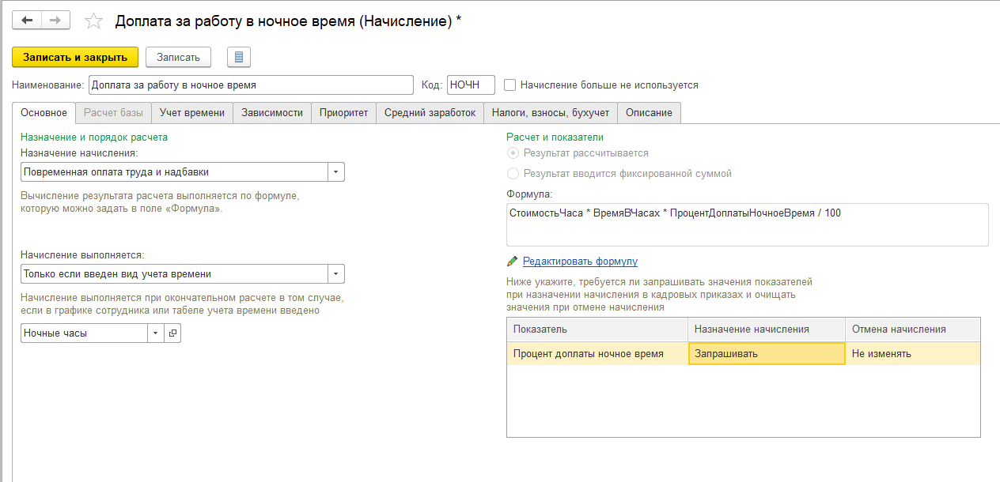 Доплата за работу в ночное время (Начисление) *
Записать и закрыть
Записать
Наименование: Доплата за работу в ночное время Код: НОЧН Начисление больше не используется
Основное Расчет базы Учет времени Зависимости Приоритет Средний заработок Налоги, взносы, бухучет Описание
Назначение и порядок расчета
Назначение начисления:
Повременная оплата труда и надбавки
Вычисление результата расчета выполняется по формуле,
которую можно задать в поле «Формула».
Начисление выполняется:
Только если введен вид учета времени
Начисление выполняется при окончательном расчете в том случае,
если в графике сотрудника или табеле учета времени введено
Ночные часы
Расчет и показатели
Результат рассчитывается
Результат вводится фиксированной суммой
Формула:
СтоимостьЧаса * ВремяВЧасах * ПроцентДоплатыНочноеВремя / 100
Редактировать формулу
Ниже укажите, требуется ли запрашивать значения показателей
при назначении начисления в кадровых приказах и очищать
значения при отмене начисления
Показатель Назначение начисления Отмена начисления
Процент доплаты ночное время Запрашивать Не изменять